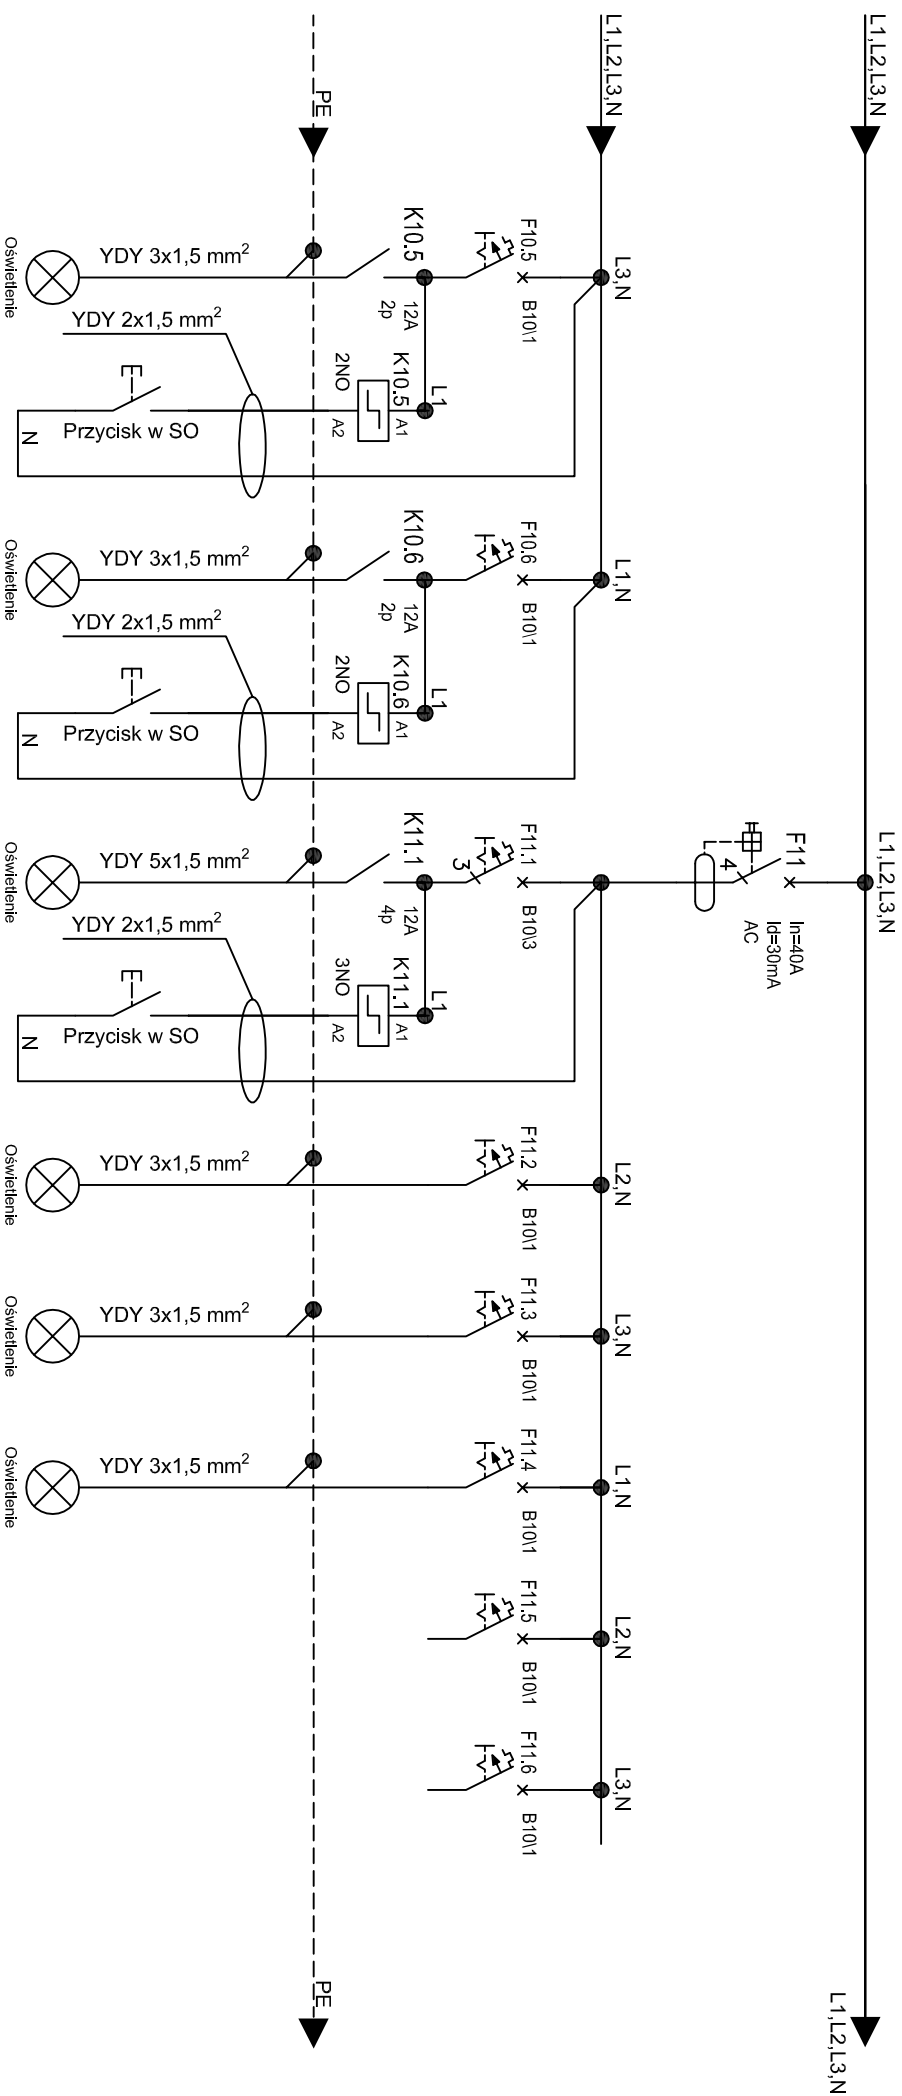 L1,L2,L3,N
L1,L2,L3,N
PE
L3,N
F10.5
B10\1
K10.5
12A
2p
L1
K10.5
A1
2NO
A2
YDY 3x1,5 mm²
YDY 2x1,5 mm²
Oświetlenie
Przycisk w SO
N
L1,N
F10.6
B10\1
K10.6
12A
2p
L1
K10.6
A1
2NO
A2
YDY 3x1,5 mm²
YDY 2x1,5 mm²
Oświetlenie
Przycisk w SO
N
L1,L2,L3,N
F11
4
In=40A
Id=30mA
AC
F11.1
3
B10\3
K11.1
12A
4p
L1
K11.1
A1
3NO
A2
YDY 5x1,5 mm²
YDY 2x1,5 mm²
Oświetlenie
Przycisk w SO
N
L2,N
F11.2
B10\1
YDY 3x1,5 mm²
Oświetlenie
L3,N
F11.3
B10\1
YDY 3x1,5 mm²
Oświetlenie
L1,N
F11.4
B10\1
YDY 3x1,5 mm²
Oświetlenie
L2,N
F11.5
B10\1
L3,N
F11.6
B10\1
L1,L2,L3,N
PE